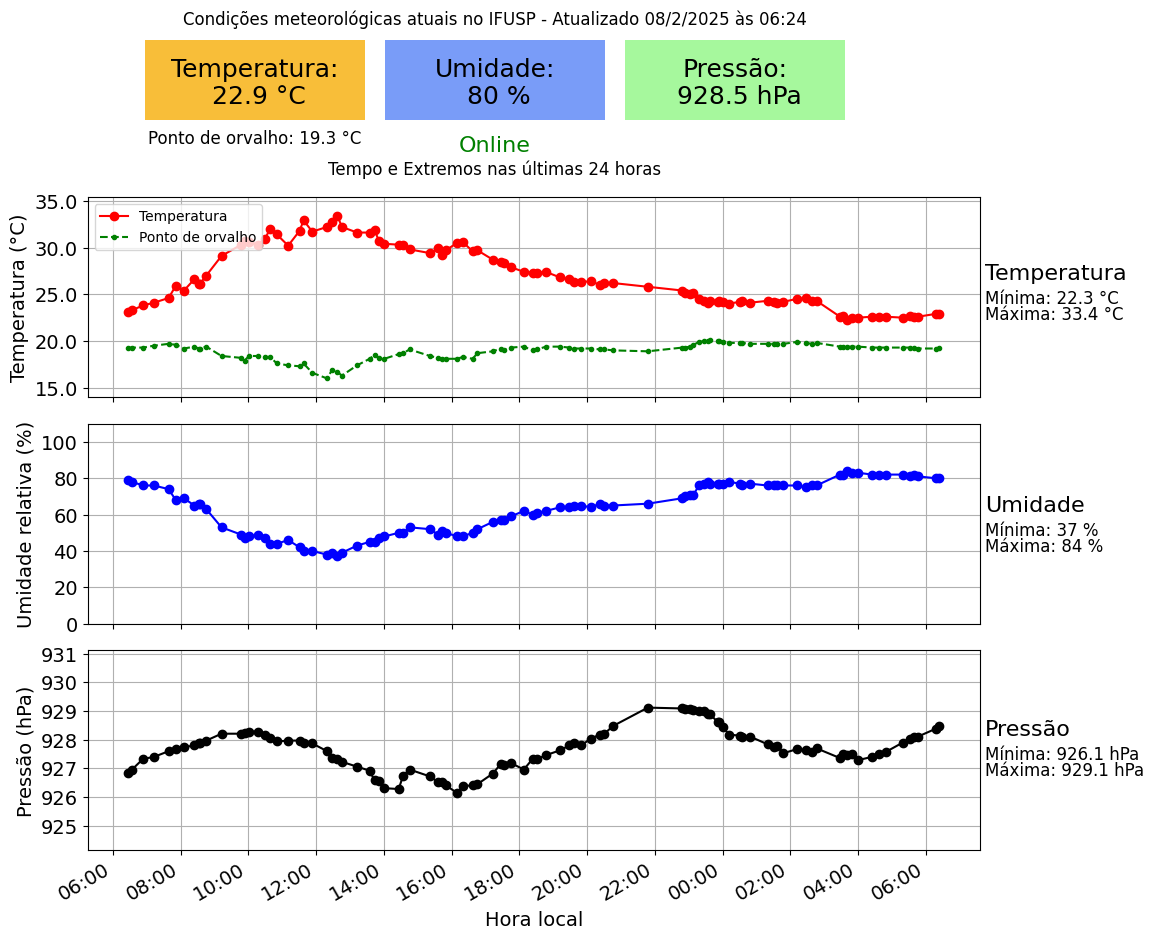 Condições meteorológicas atuais no IFUSP - Atualizado 08/2/2025 às 06:24
Temperatura:
22.9 °C
Umidade:
80 %
Pressão:
928.5 hPa
Ponto de orvalho: 19.3 °C
Online
Tempo e Extremos nas últimas 24 horas
Temperatura (°C)
35.0
30.0
25.0
20.0
15.0
Temperatura
Ponto de orvalho
Temperatura
Mínima: 22.3 °C
Máxima: 33.4 °C
Umidade relativa (%)
100
80
60
40
20
0
Umidade
Mínima: 37 %
Máxima: 84 %
Pressão (hPa)
931
930
929
928
927
926
925
Pressão
Mínima: 926.1 hPa
Máxima: 929.1 hPa
06:00
08:00
10:00
12:00
14:00
16:00
18:00
20:00
22:00
00:00
02:00
04:00
06:00
Hora local